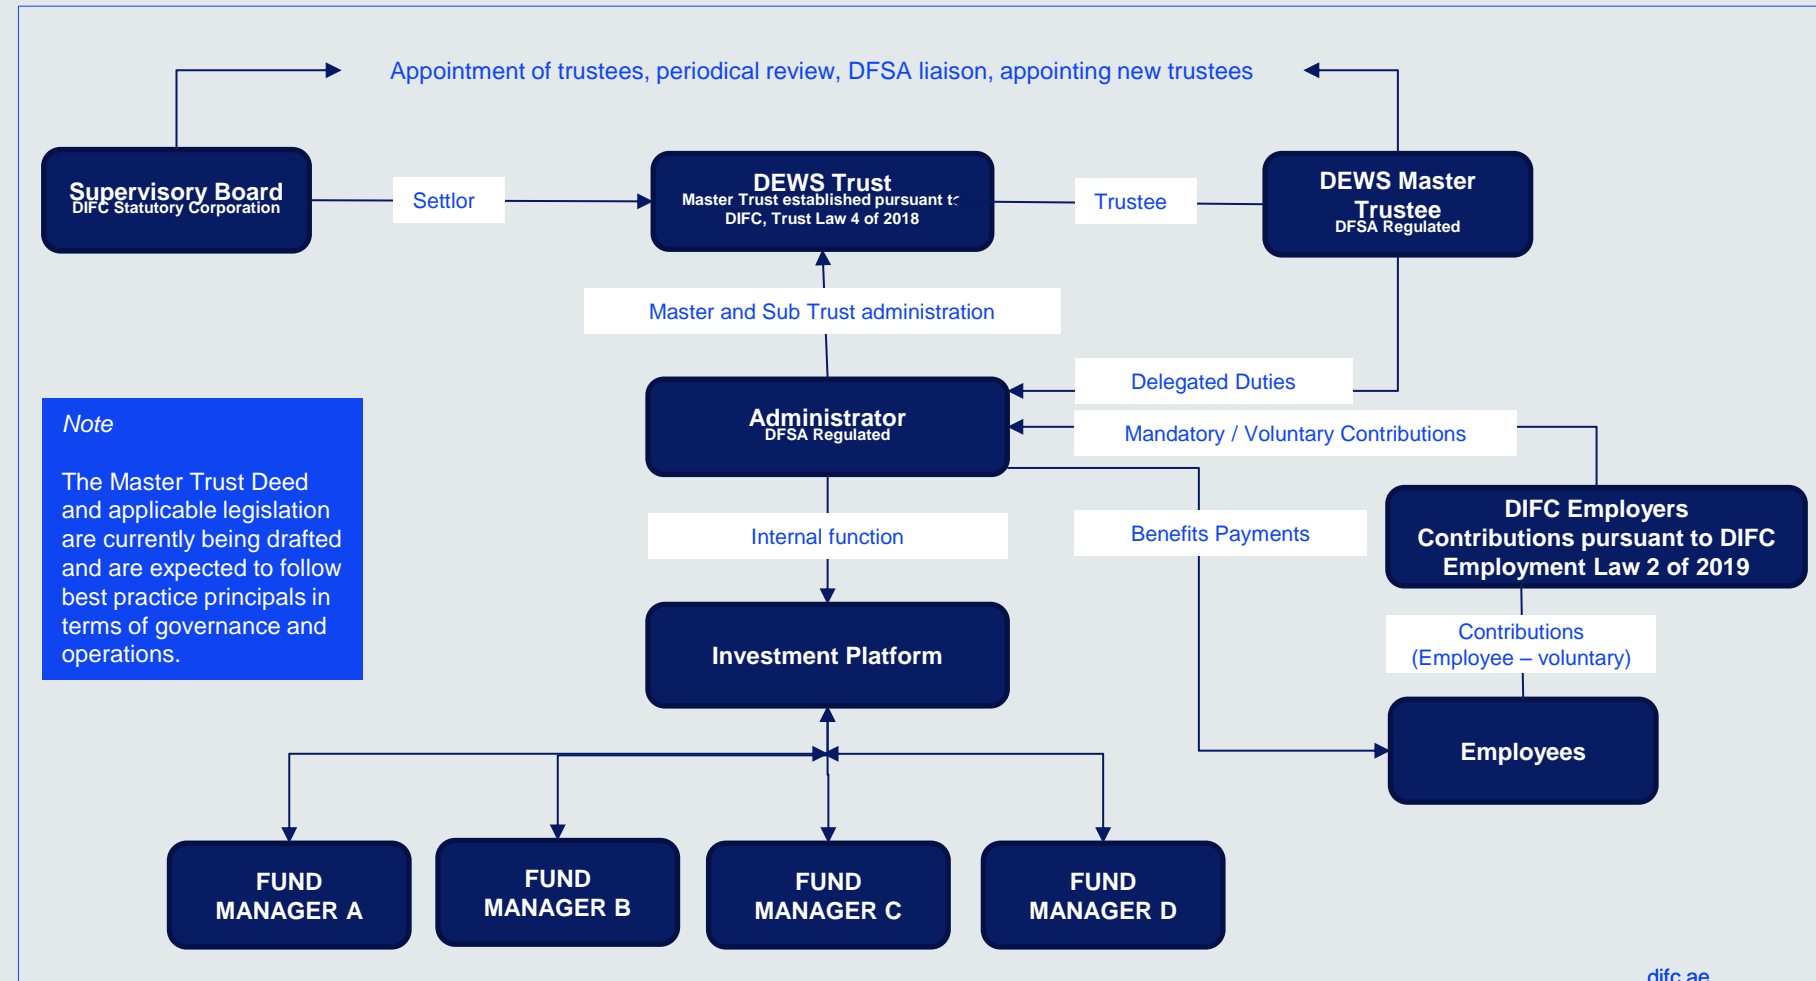 Appointment of trustees, periodical review, DFSA liaison, appointing new trustees
Supervisory Board
DIFC Statutory Corporation
Settlor
DEWS Trust
Master Trust established pursuant to
DIFC, Trust Law 4 of 2018
Trustee
DEWS Master
Trustee
DFSA Regulated
Master and Sub Trust administration
Delegated Duties
Administrator
DFSA Regulated
Mandatory / Voluntary Contributions
Note
The Master Trust Deed
and applicable legislation
are currently being drafted
and are expected to follow
best practice principals in
terms of governance and
operations.
Internal function
Benefits Payments
DIFC Employers
Contributions pursuant to DIFC
Employment Law 2 of 2019
Contributions
(Employee – voluntary)
Investment Platform
Employees
FUND
MANAGER A
FUND
MANAGER B
FUND
MANAGER C
FUND
MANAGER D
difc.ae